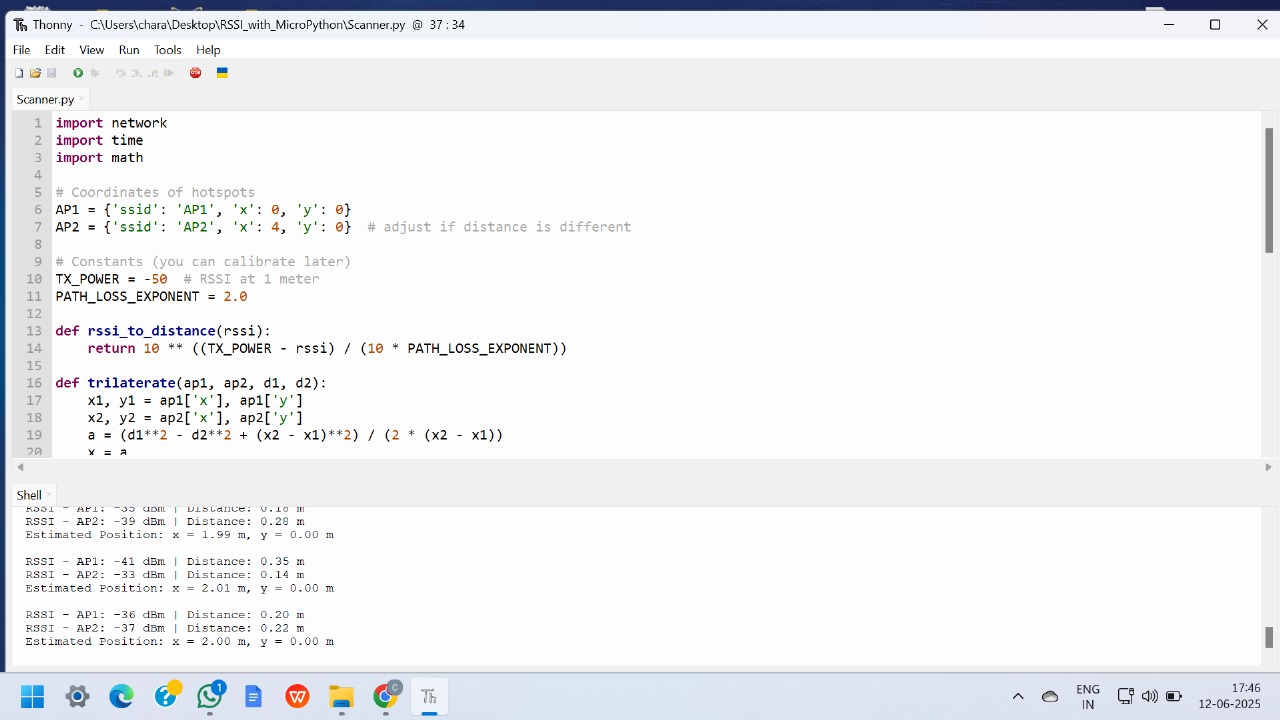 Thonny - C:\Users\chara\Desktop\RSSI_with_MicroPython\Scanner.py @ 37:34
File Edit View Run Tools Help
Scanner.py
1 import network
2 import time
3 import math
4
5 # Coordinates of hotspots
6 AP1 = {'ssid': 'AP1', 'x': 0, 'y': 0}
7 AP2 = {'ssid': 'AP2', 'x': 4, 'y': 0}  # adjust if distance is different
8
9 # Constants (you can calibrate later)
10 TX_POWER = -50  # RSSI at 1 meter
11 PATH_LOSS_EXPONENT = 2.0
12
13 def rssi_to_distance(rssi):
14     return 10 ** ((TX_POWER - rssi) / (10 * PATH_LOSS_EXPONENT))
15
16 def trilaterate(ap1, ap2, d1, d2):
17     x1, y1 = ap1['x'], ap1['y']
18     x2, y2 = ap2['x'], ap2['y']
19     a = (d1**2 - d2**2 + (x2 - x1)**2) / (2 * (x2 - x1))
20     x = a
Shell
RSSI - AP1: -35 dBm | Distance: 0.18 m
RSSI - AP2: -39 dBm | Distance: 0.28 m
Estimated Position: x = 1.99 m, y = 0.00 m
RSSI - AP1: -41 dBm | Distance: 0.35 m
RSSI - AP2: -33 dBm | Distance: 0.14 m
Estimated Position: x = 2.01 m, y = 0.00 m
RSSI - AP1: -36 dBm | Distance: 0.20 m
RSSI - AP2: -37 dBm | Distance: 0.22 m
Estimated Position: x = 2.00 m, y = 0.00 m
ENG
IN
17:46
12-06-2025